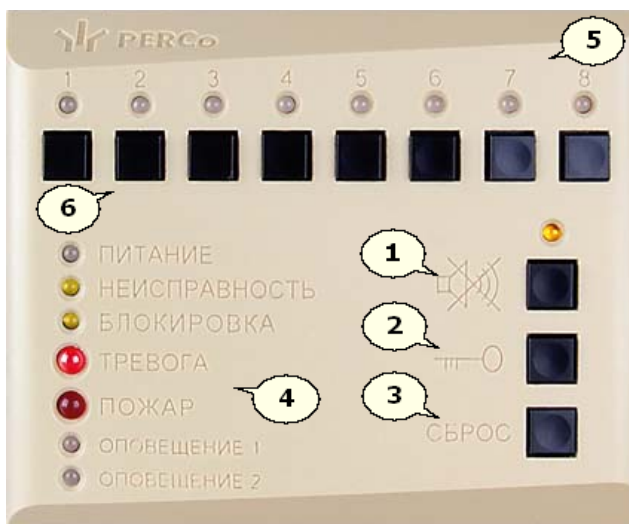 PERCo
5
1 2 3 4 5 6 7 8
6
ПИТАНИЕ
1
НЕИСПРАВНОСТЬ
БЛОКИРОВКА
2
ТРЕВОГА
3
4
ПОЖАР
СБРОС
ОПОВЕЩЕНИЕ 1
ОПОВЕЩЕНИЕ 2